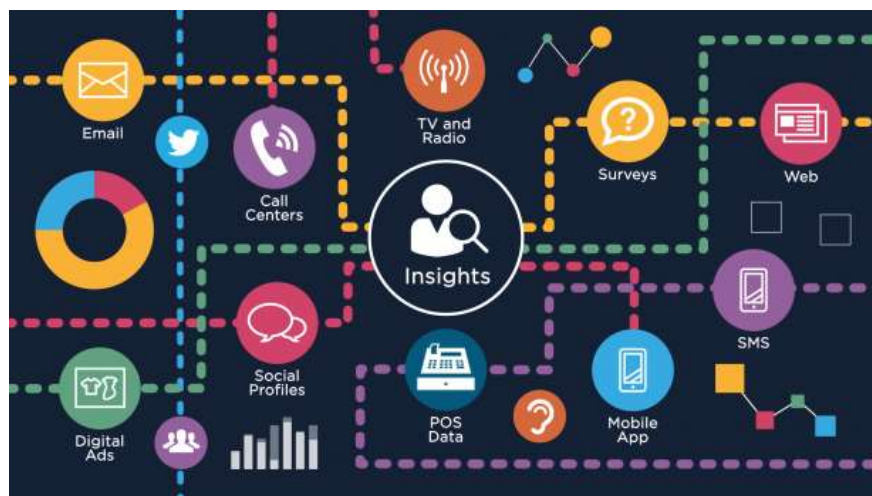 Email
TV and
Radio
Call
Centers
Surveys
?
Web
Insights
SMS
Social
Profiles
POS
Data
Mobile
App
Digital
Ads